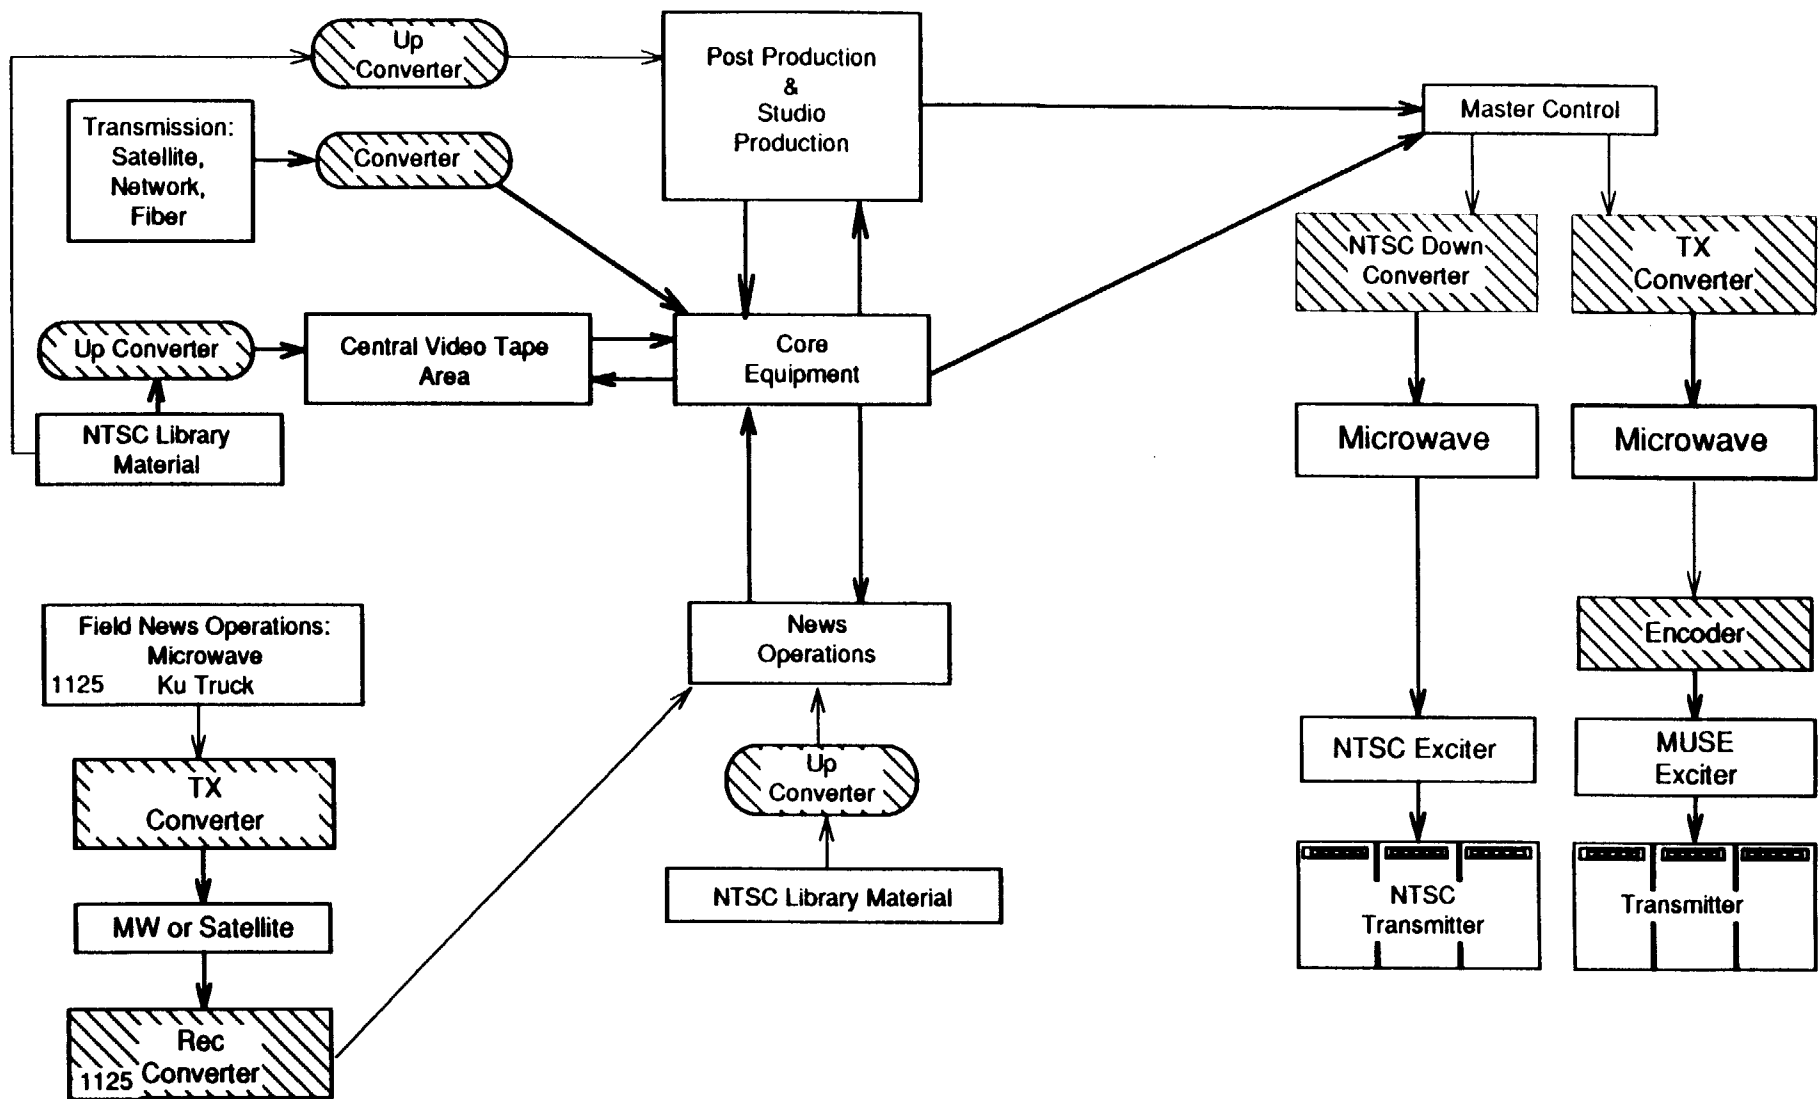 Up
Converter
Post Production
&
Studio
Production
Master Control
Transmission:
Satellite,
Network,
Fiber
Converter
NTSC Down
Converter
TX
Converter
Up Converter
Central Video Tape
Area
Core
Equipment
NTSC Library
Material
Microwave
Microwave
Field News Operations:
Microwave
1125 Ku Truck
News
Operations
Encoder
TX
Converter
Up
Converter
NTSC Exciter
MUSE
Exciter
MW or Satellite
NTSC Library Material
NTSC
Transmitter
Transmitter
Rec
1125 Converter